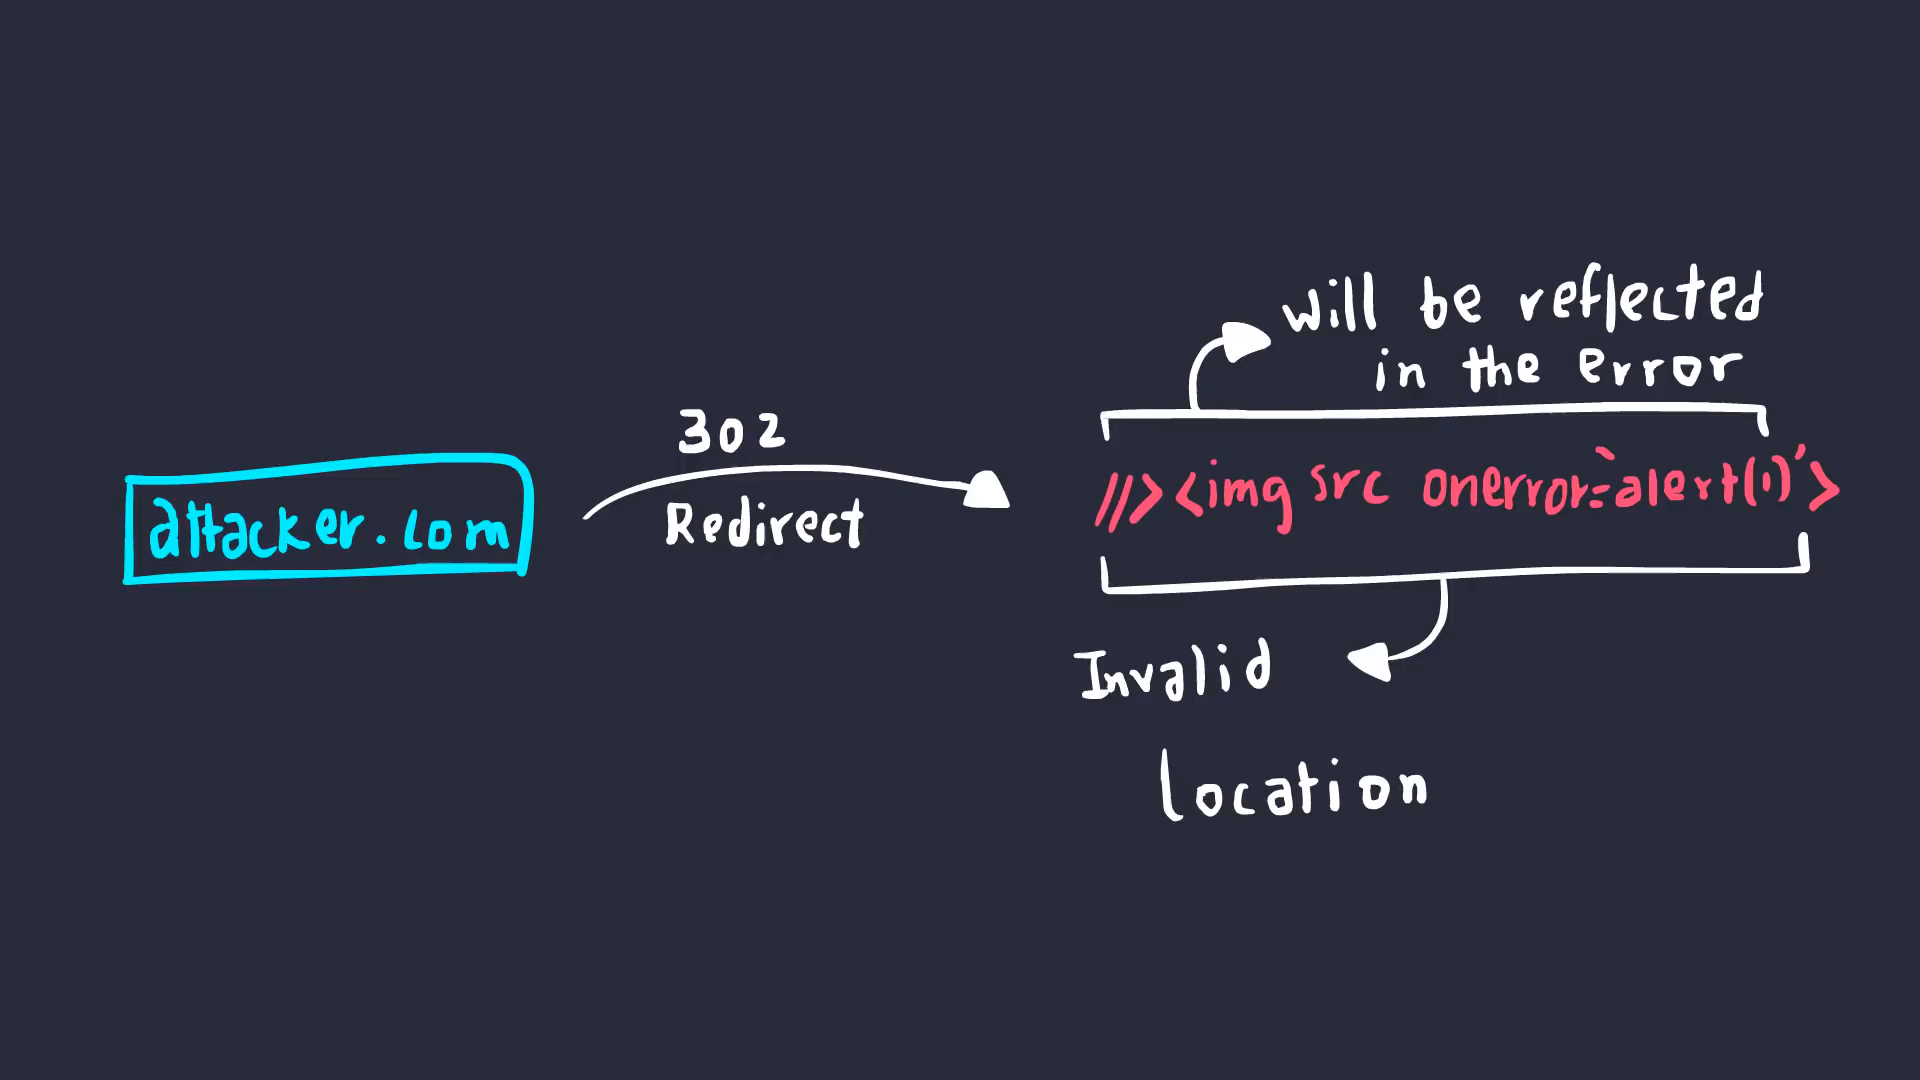 will be reflected
in the error
302
Redirect
attacker.com
//><img src onerror=`alert(1)'>
Invalid
location